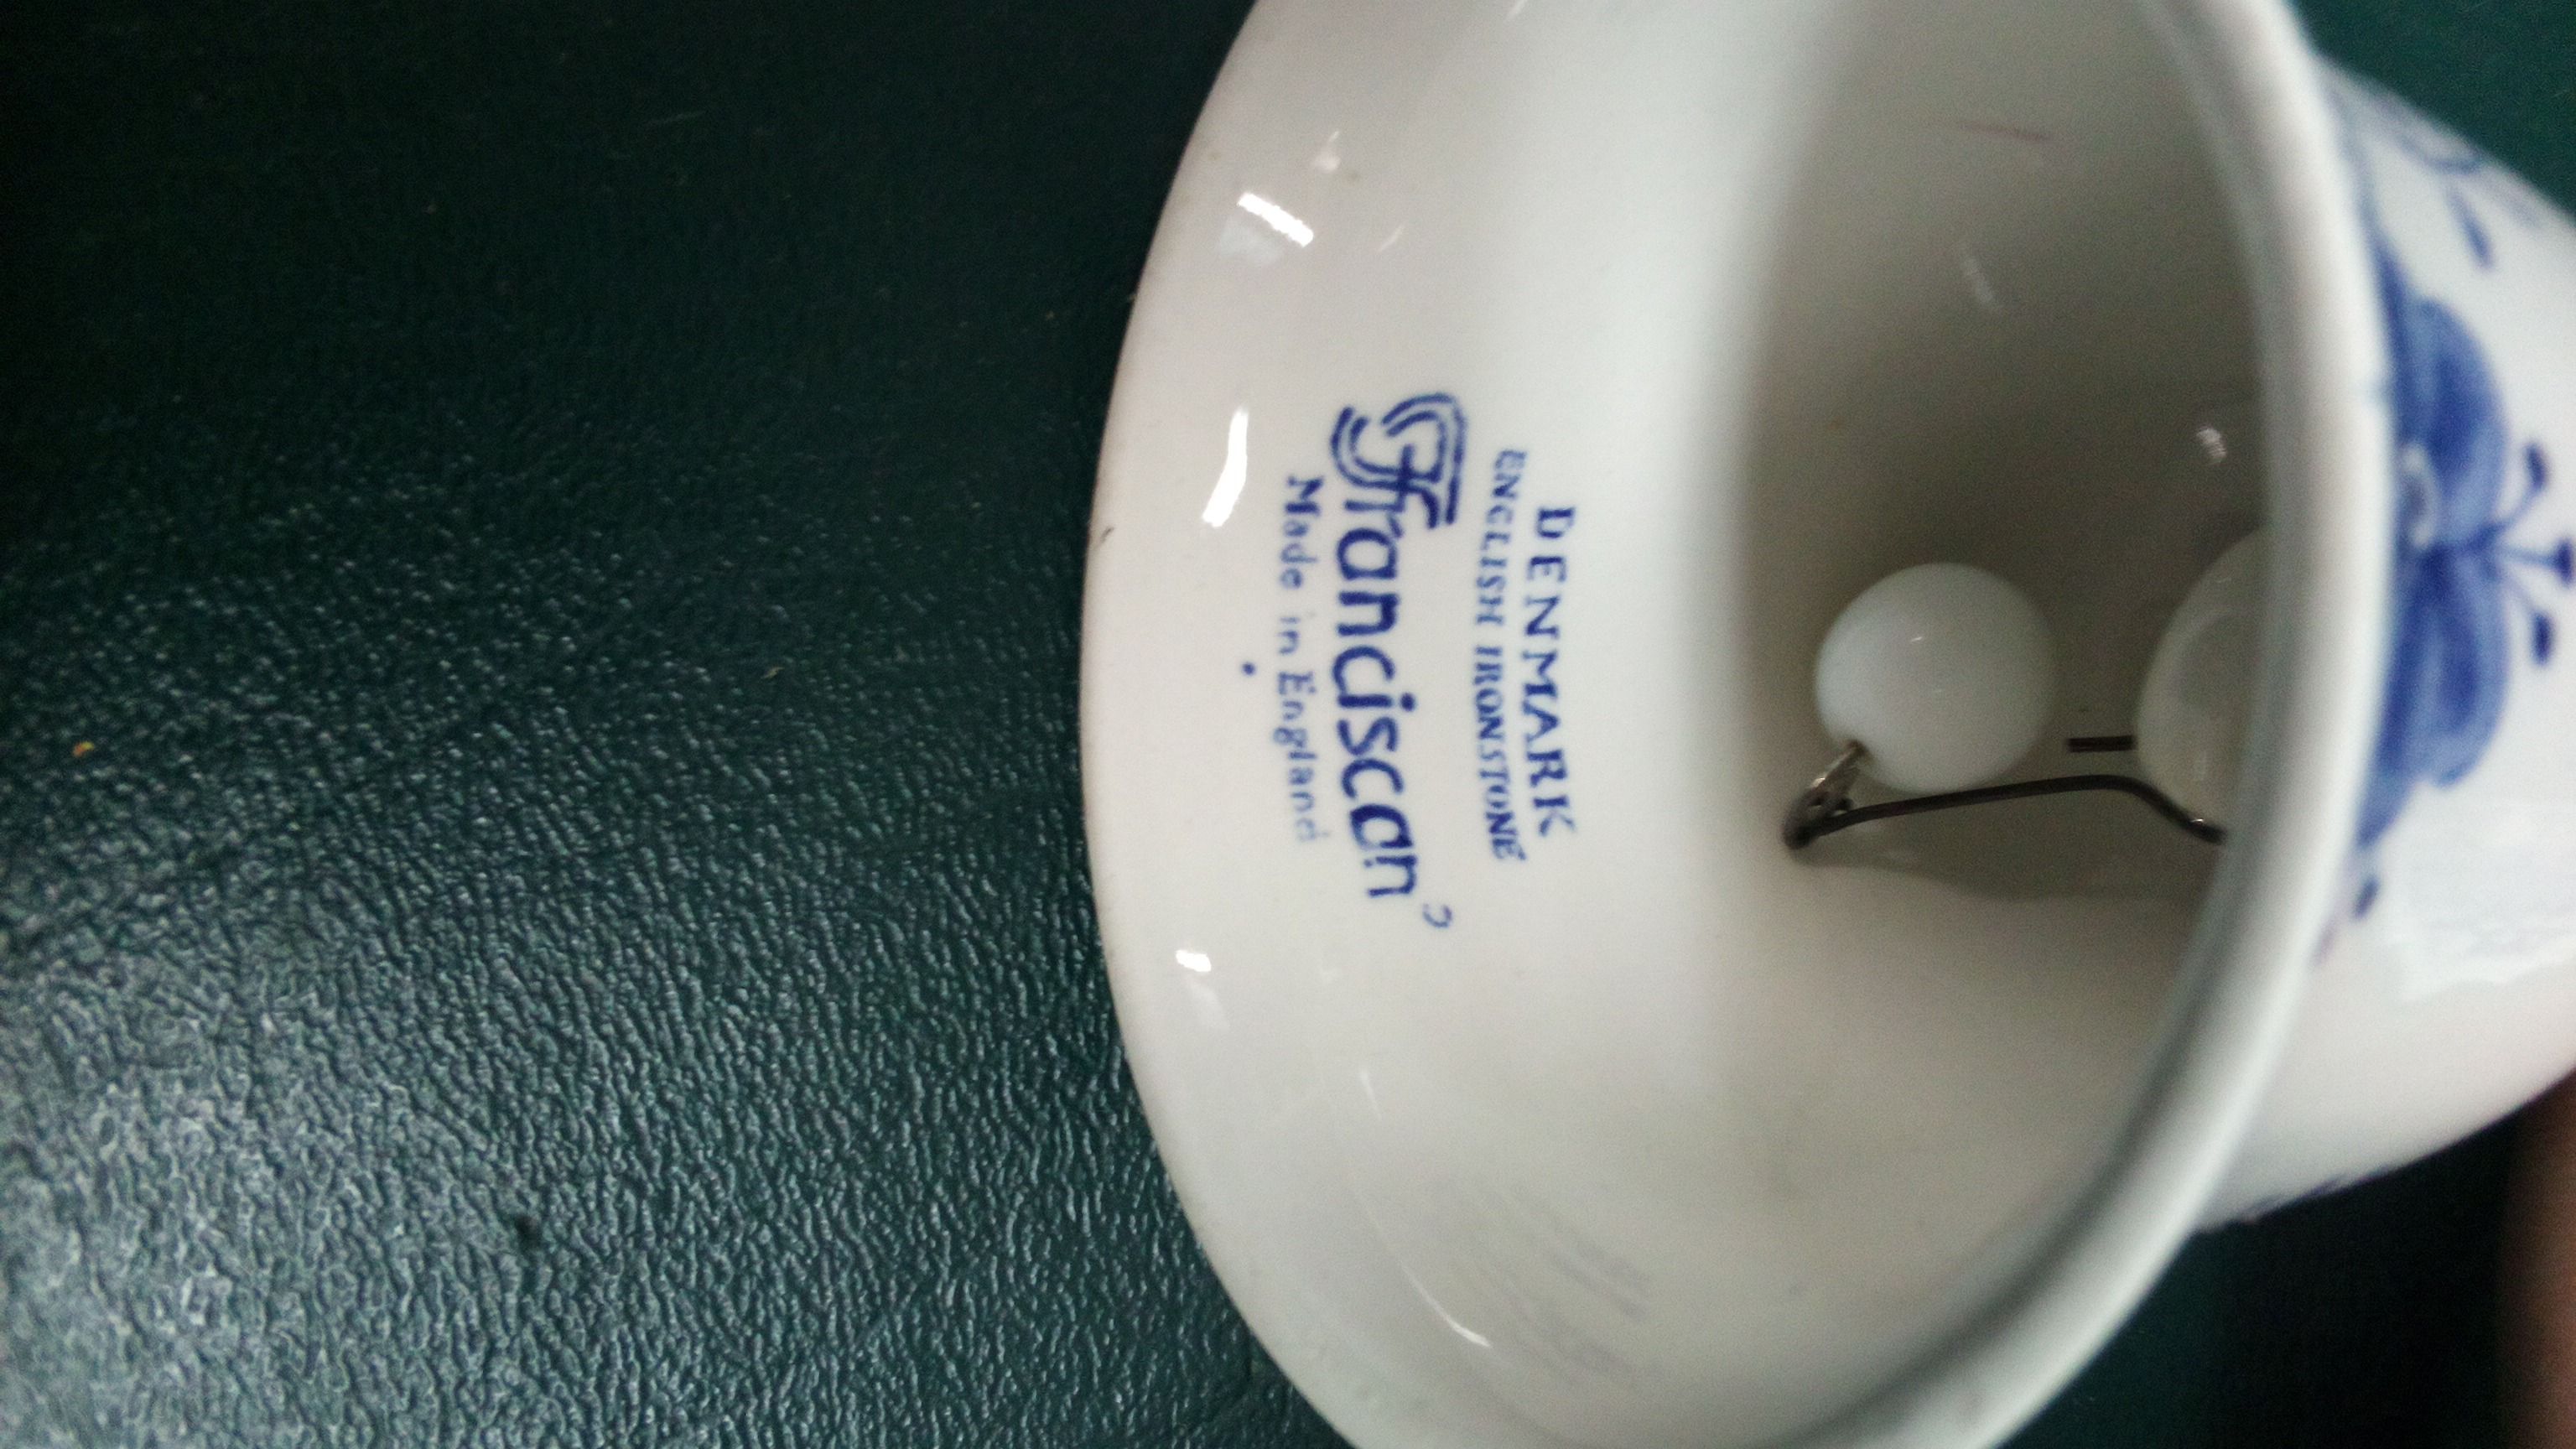 DENMARK
ENGLISH IRONSTONE
Franciscan
Made in England